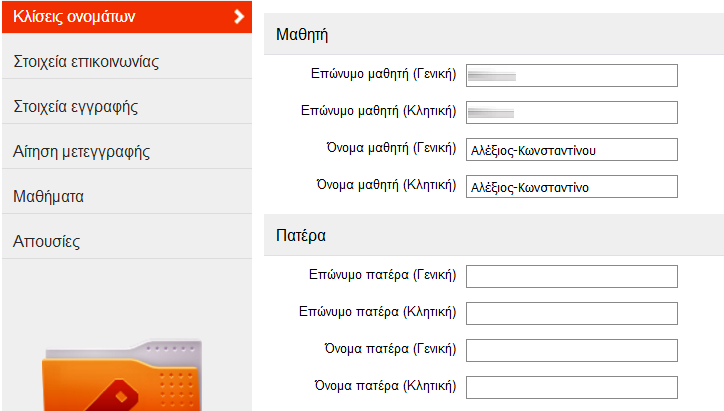 Κλίσεις ονομάτων
Στοιχεία επικοινωνίας
Στοιχεία εγγραφής
Αίτηση μετεγγραφής
Μαθήματα
Απουσίες
Μαθητή
Επώνυμο μαθητή (Γενική)
Επώνυμο μαθητή (Κλητική)
Όνομα μαθητή (Γενική) Αλέξιος-Κωνσταντίνου
Όνομα μαθητή (Κλητική) Αλέξιος-Κωνσταντίνο
Πατέρα
Επώνυμο πατέρα (Γενική)
Επώνυμο πατέρα (Κλητική)
Όνομα πατέρα (Γενική)
Όνομα πατέρα (Κλητική)